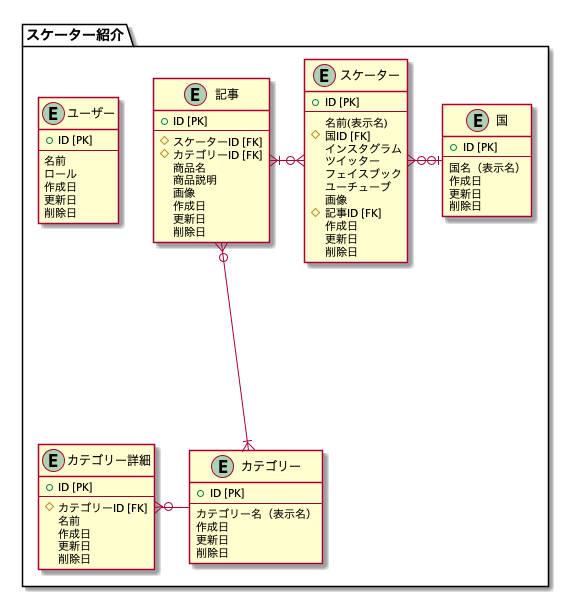 スケーター紹介
E ユーザー
ID [PK]
名前
ロール
作成日
更新日
削除日
E 記事
ID [PK]
スケーターID [FK]
カテゴリーID [FK]
商品名
商品説明
画像
作成日
更新日
削除日
E スケーター
ID [PK]
名前(表示名)
国ID [FK]
インスタグラム
ツイッター
フェイスブック
ユーチューブ
画像
記事ID [FK]
作成日
更新日
削除日
E 国
ID [PK]
国名（表示名）
作成日
更新日
削除日
E カテゴリー詳細
ID [PK]
カテゴリーID [FK]
名前
作成日
更新日
削除日
E カテゴリー
ID [PK]
カテゴリー名（表示名）
作成日
更新日
削除日